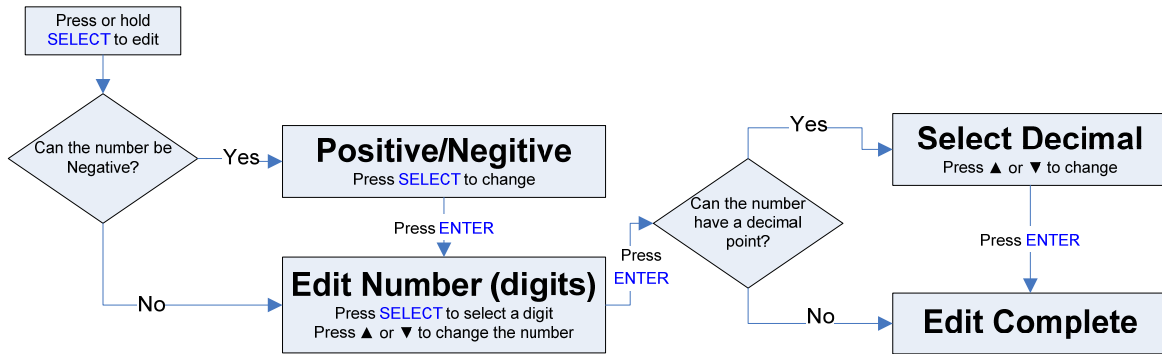 Press or hold
SELECT to edit
Can the number be
Negative?
Yes
Positive/Negitive
Press SELECT to change
Press ENTER
No
Edit Number (digits)
Press SELECT to select a digit
Press ▲ or ▼ to change the number
Press
ENTER
Can the number
have a decimal
point?
Yes
Select Decimal
Press ▲ or ▼ to change
Press ENTER
No
Edit Complete